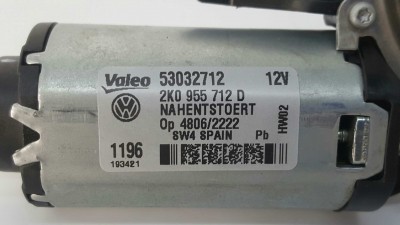 Valeo 53032712 12V
2K0 955 712 D
NAHENTSTOERT
Op 4806/2222
SW4 SPAIN Pb
HW02
1196
193421